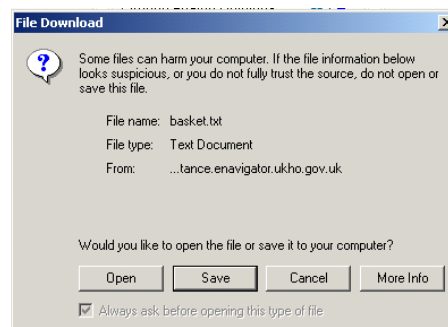 File Download
Some files can harm your computer. If the file information below
looks suspicious, or you do not fully trust the source, do not open or
save this file.
File name: basket.txt
File type: Text Document
From: ...tance.enavigator.ukho.gov.uk
Would you like to open the file or save it to your computer?
Open Save Cancel More Info
Always ask before opening this type of file